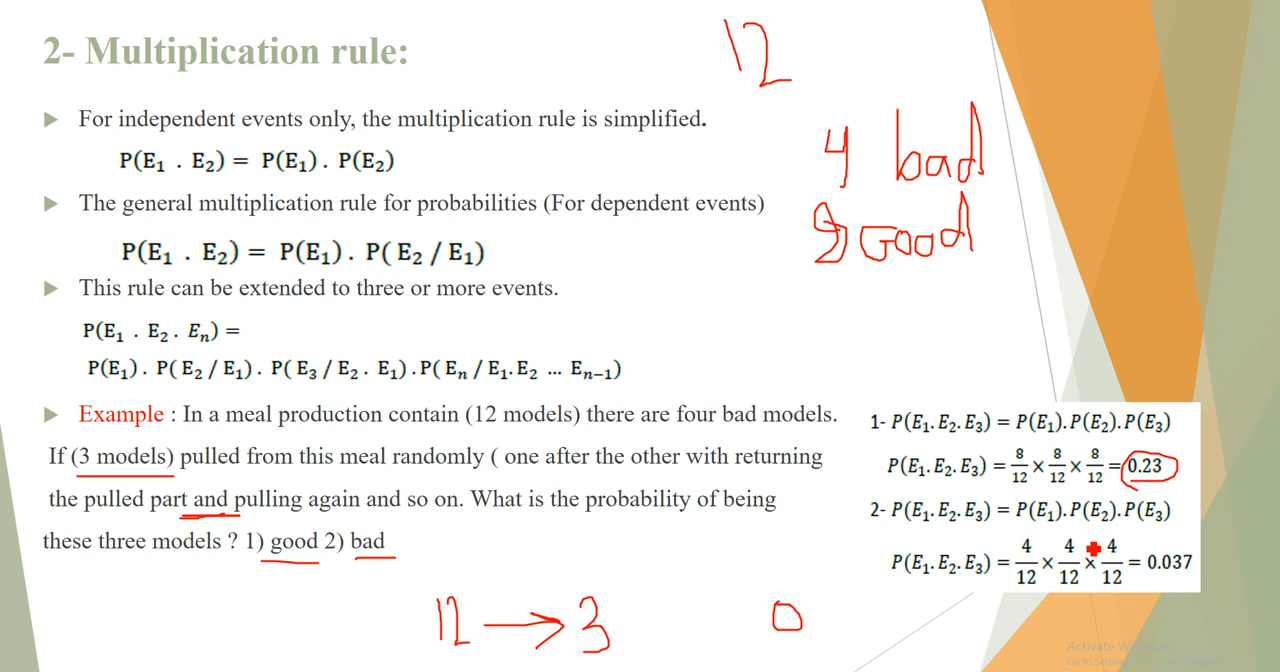 2- Multiplication rule:
12
For independent events only, the multiplication rule is simplified.
P(E₁ . E₂) = P(E₁) . P(E₂)
4 bad
The general multiplication rule for probabilities (For dependent events)
8 Good
P(E₁ . E₂) = P(E₁) . P( E₂ / E₁)
This rule can be extended to three or more events.
P(E₁ . E₂ . Eₙ) =
P(E₁) . P( E₂ / E₁) . P( E₃ / E₂ . E₁) . P( Eₙ / E₁. E₂ ... Eₙ₋₁)
Example : In a meal production contain (12 models) there are four bad models.
If (3 models) pulled from this meal randomly ( one after the other with returning
the pulled part and pulling again and so on. What is the probability of being
these three models ? 1) good 2) bad
1- P(E₁. E₂. E₃) = P(E₁). P(E₂). P(E₃)
P(E₁. E₂. E₃) = 8/12 × 8/12 × 8/12 = 0.23
2- P(E₁. E₂. E₃) = P(E₁). P(E₂). P(E₃)
P(E₁. E₂. E₃) = 4/12 × 4/12 × 4/12 = 0.037
12 → 3
0
Activate Windows